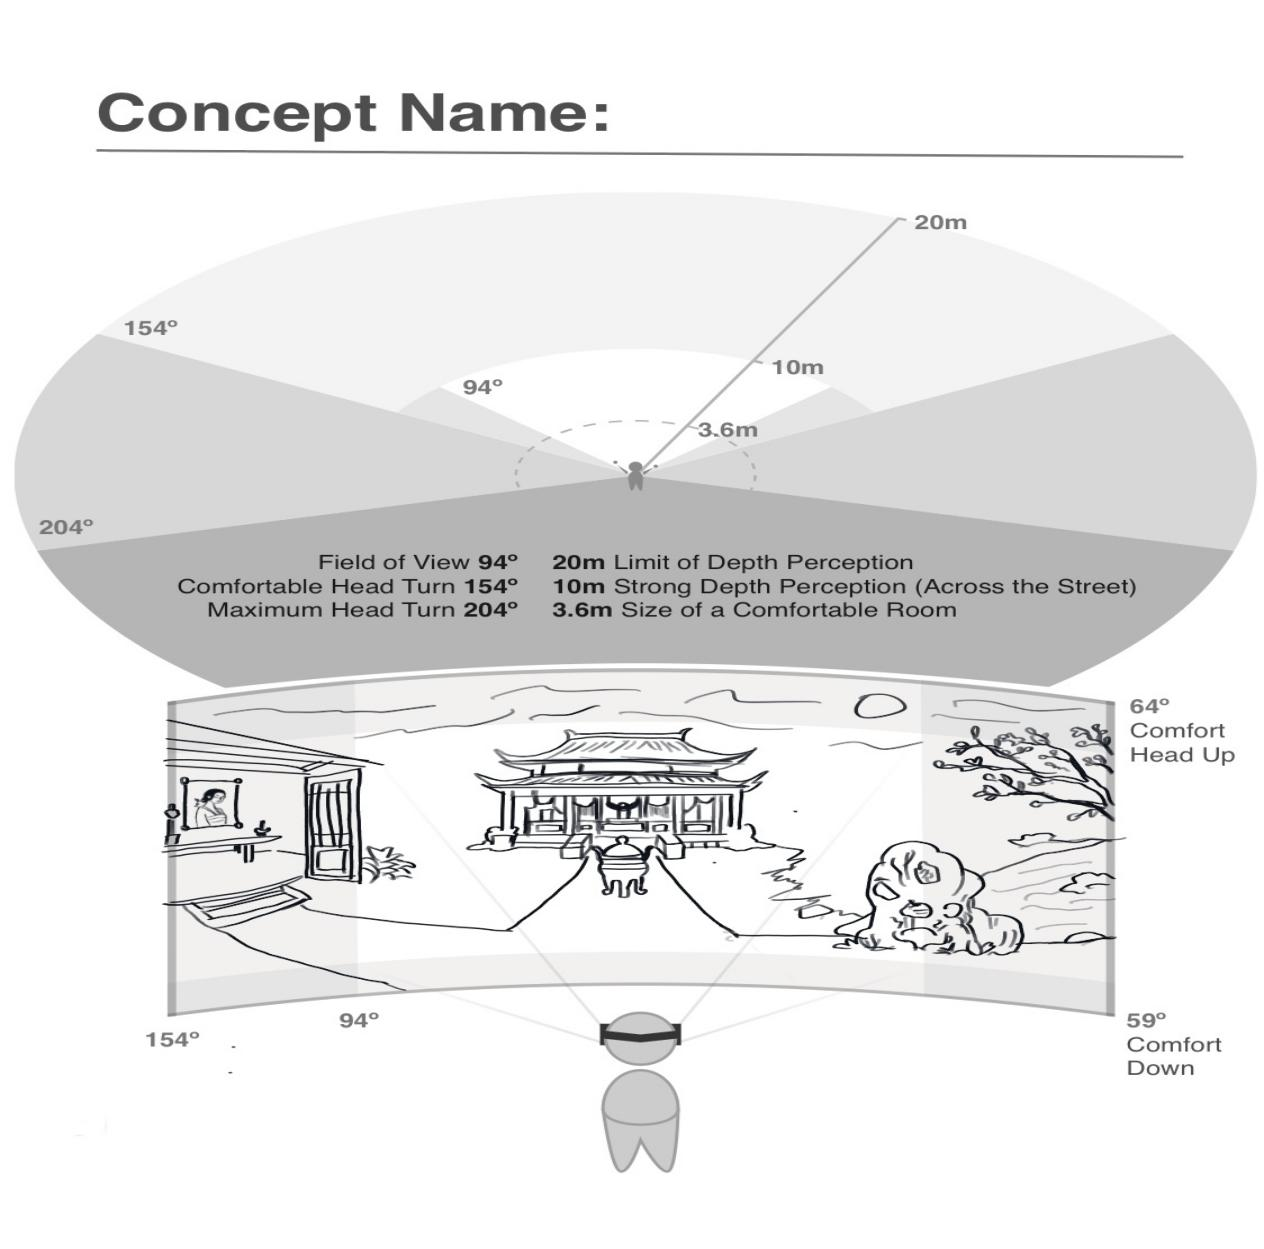 Concept Name:
20m
154º
10m
94º
3.6m
204º
Field of View 94º
Comfortable Head Turn 154º
Maximum Head Turn 204º
20m Limit of Depth Perception
10m Strong Depth Perception (Across the Street)
3.6m Size of a Comfortable Room
64º
Comfort
Head Up
94º
154º
59º
Comfort
Down